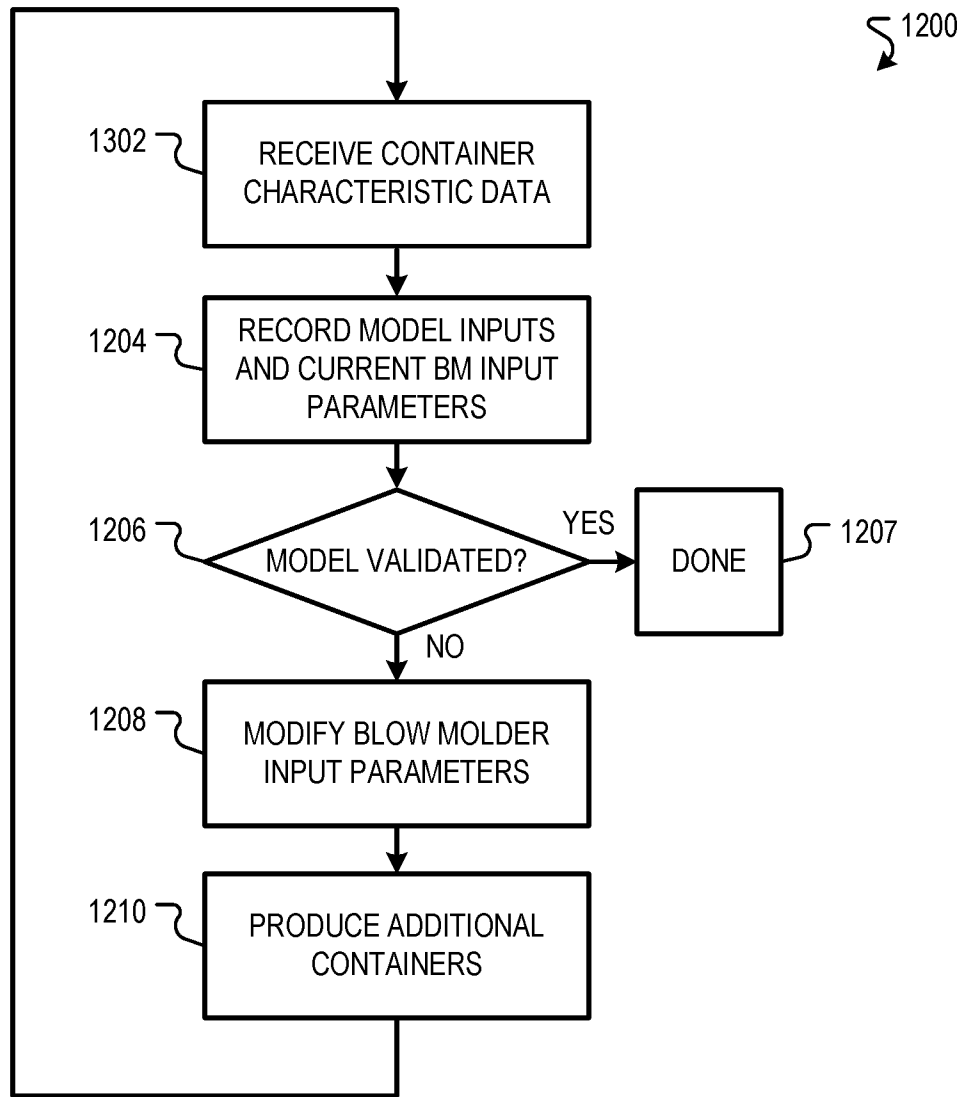 1200
1302
RECEIVE CONTAINER
CHARACTERISTIC DATA
1204
RECORD MODEL INPUTS
AND CURRENT BM INPUT
PARAMETERS
1206
MODEL VALIDATED?
YES
DONE
1207
NO
1208
MODIFY BLOW MOLDER
INPUT PARAMETERS
1210
PRODUCE ADDITIONAL
CONTAINERS